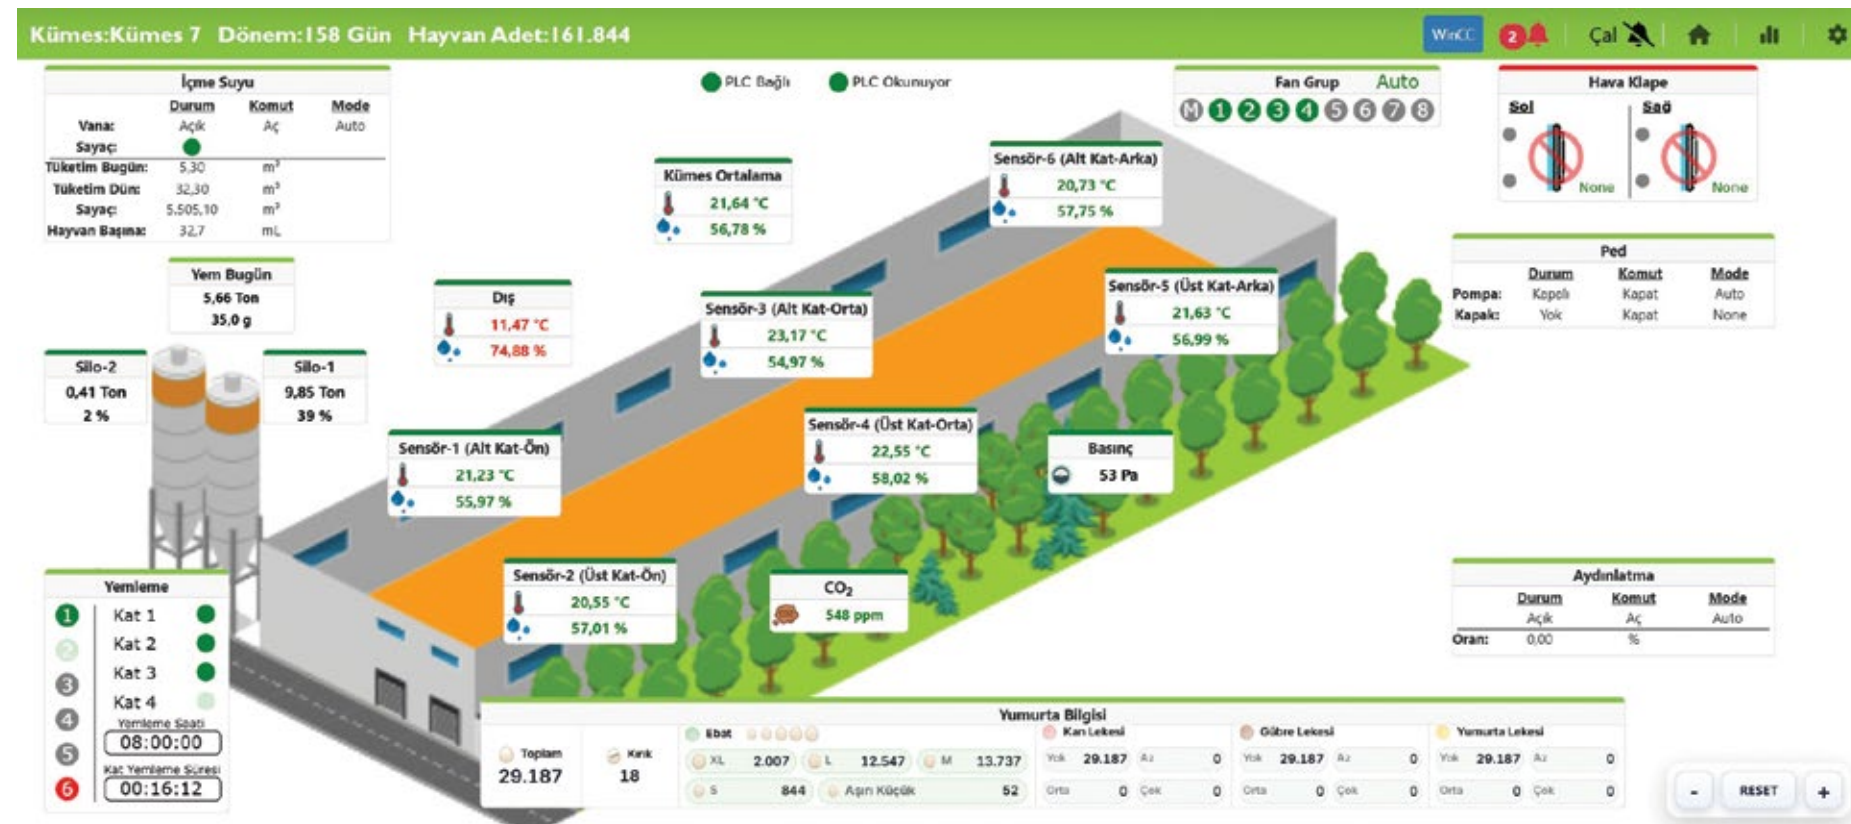 Kümes:Kümes 7 Dönem:158 Gün Hayvan Adet:161.844
WinCC 2 Çal
İçme Suyu
Durum Komut Mode
Vana: Açık Aç Auto
Sayaç:
Tüketim Bugün: 5,30 m³
Tüketim Dün: 32,30 m³
Sayaç: 5.505,10 m³
Hayvan Başına: 32,7 mL
PLC Bağlı
PLC Okunuyor
Fan Grup Auto
M 1 2 3 4 5 6 7 8
Hava Klape
Sol Sağ
None None
Kümes Ortalama
21,64 °C
56,78 %
Sensör-6 (Alt Kat-Arka)
20,73 °C
57,75 %
Yem Bugün
5,66 Ton
35,0 g
Dış
11,47 °C
74,88 %
Sensör-3 (Alt Kat-Orta)
23,17 °C
54,97 %
Sensör-5 (Üst Kat-Arka)
21,63 °C
56,99 %
Ped
Durum Komut Mode
Pompa: Kapalı Kapat Auto
Kapak: Yok Kapat None
Silo-2
0,41 Ton
2 %
Silo-1
9,85 Ton
39 %
Sensör-1 (Alt Kat-Ön)
21,23 °C
55,97 %
Sensör-4 (Üst Kat-Orta)
22,55 °C
58,02 %
Basınç
53 Pa
Sensör-2 (Üst Kat-Ön)
20,55 °C
57,01 %
CO₂
548 ppm
Aydınlatma
Durum Komut Mode
Açık Aç Auto
Oran: 0,00 %
Yemleme
1 Kat 1
2 Kat 2
3 Kat 3
4 Kat 4
5 Yemleme Saati
08:00:00
Kat Yemleme Süresi
6 00:16:12
Yumurta Bilgisi
Toplam
29.187
Kırık
18
Ebat
XL 2.007 L 12.547 M 13.737
S 844 Aşırı Küçük 52
Kan Lekesi
Yok 29.187 Az 0
Orta 0 Çok 0
Gübre Lekesi
Yok 29.187 Az 0
Orta 0 Çok 0
Yumurta Lekesi
Yok 29.187 Az 0
Orta 0 Çok 0
- RESET +